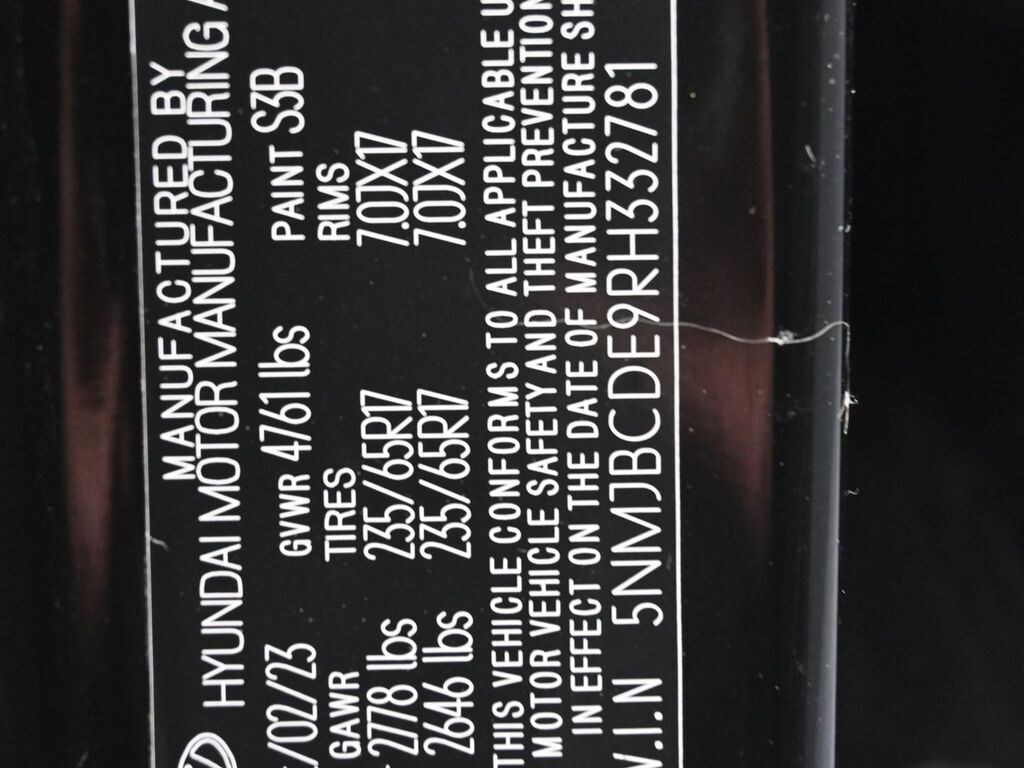 MANUFACTURED BY
HYUNDAI MOTOR MANUFACTURING
/02/23 GVWR 4761 lbs PAINT S3B
GAWR TIRES RIMS
2778 lbs 235/65R17 7.0JX17
2646 lbs 235/65R17 7.0JX17
THIS VEHICLE CONFORMS TO ALL APPLICABLE
MOTOR VEHICLE SAFETY AND THEFT PREVENTION
IN EFFECT ON THE DATE OF MANUFACTURE SH
V.I.N 5NMJBCDE9RH332781